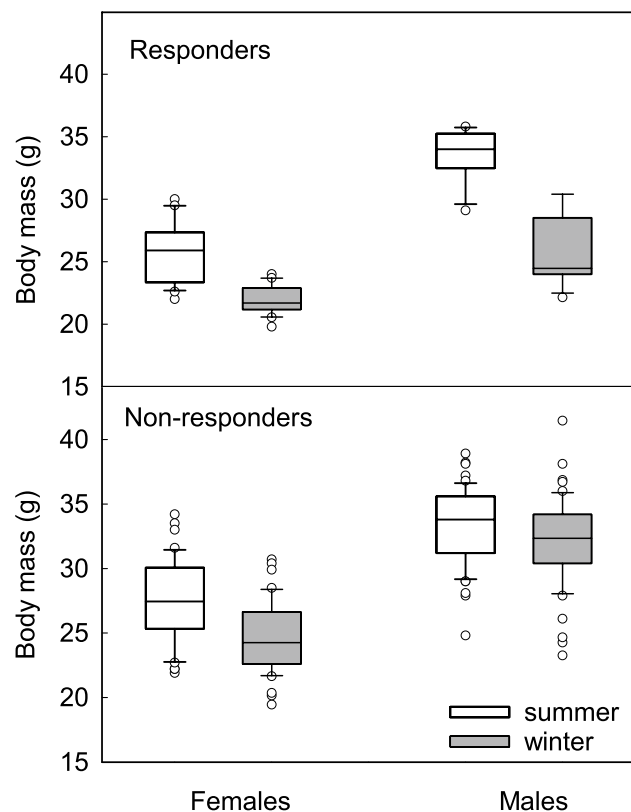 Responders
40
35
30
25
20
15
Body mass (g)
Non-responders
40
35
30
25
20
15
Body mass (g)
summer
winter
Females Males